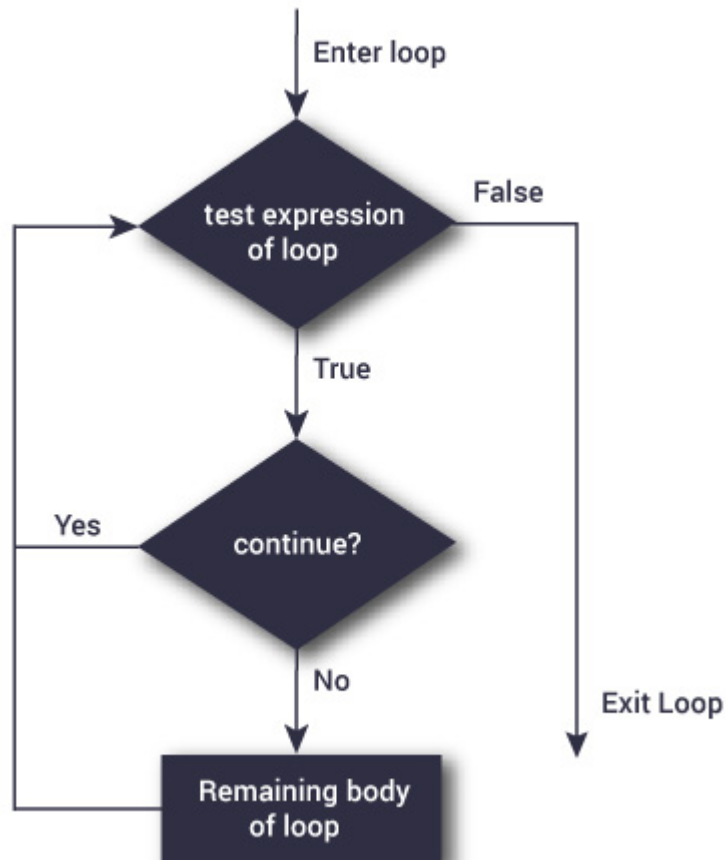 Enter loop
test expression
of loop
False
True
Yes
continue?
No
Exit Loop
Remaining body
of loop